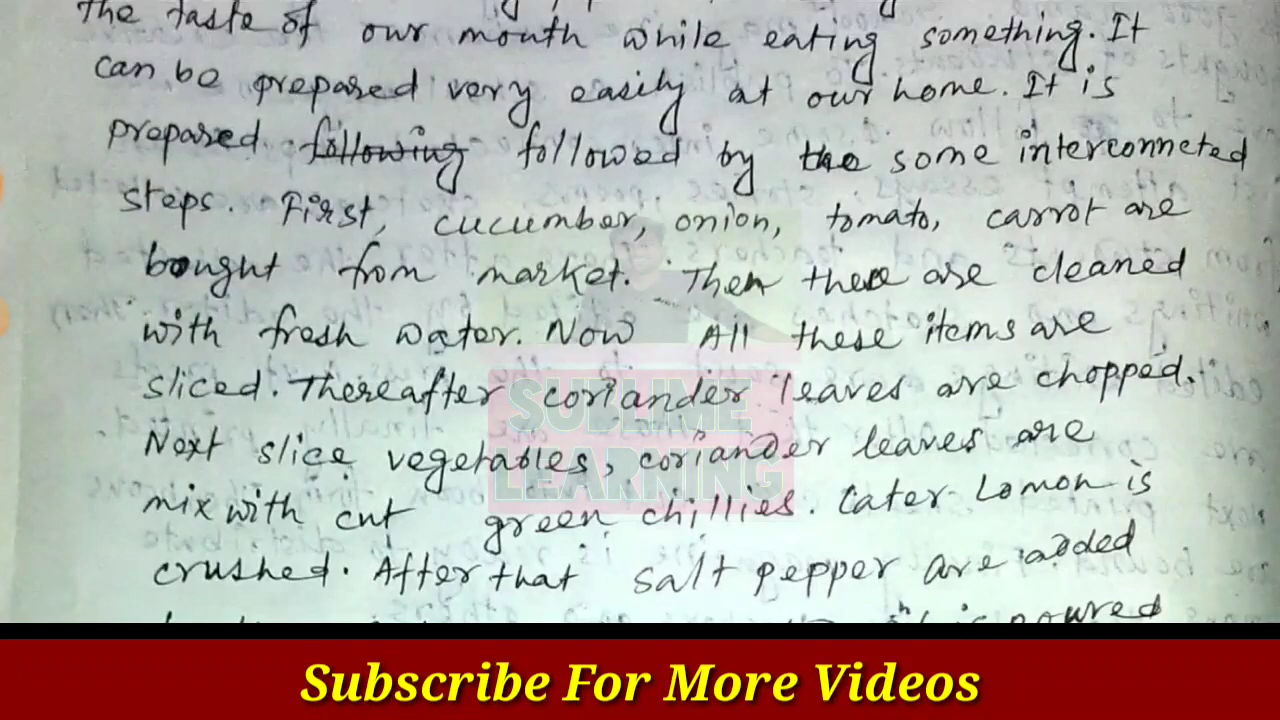 the taste of our mouth while eating something. It
can be prepared very easily at our home. It is
prepared following followed by the some interconneted
steps. First, cucumber, onion, tomato, carrot are
bought from market. Then these are cleaned
with fresh water. Now All these items are
sliced. Thereafter coriander leaves are chopped.
Next slice vegetables, coriander leaves are
mix with cut green chillies. Later Lomon is
crushed. After that salt pepper are added
is poured
SUBLIME
LEARNING
Subscribe For More Videos